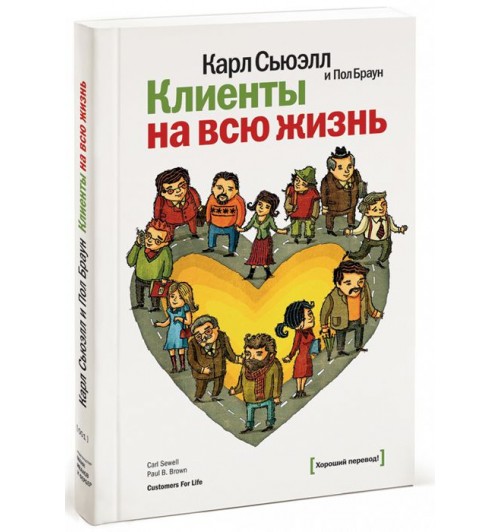 Карл Сьюэлл
и Пол Браун
Клиенты
на всю жизнь
Carl Sewell
Paul B. Brown
Customers For Life
[Хороший перевод!]
Карл Сьюэлл и Пол Браун Клиенты на всю жизнь